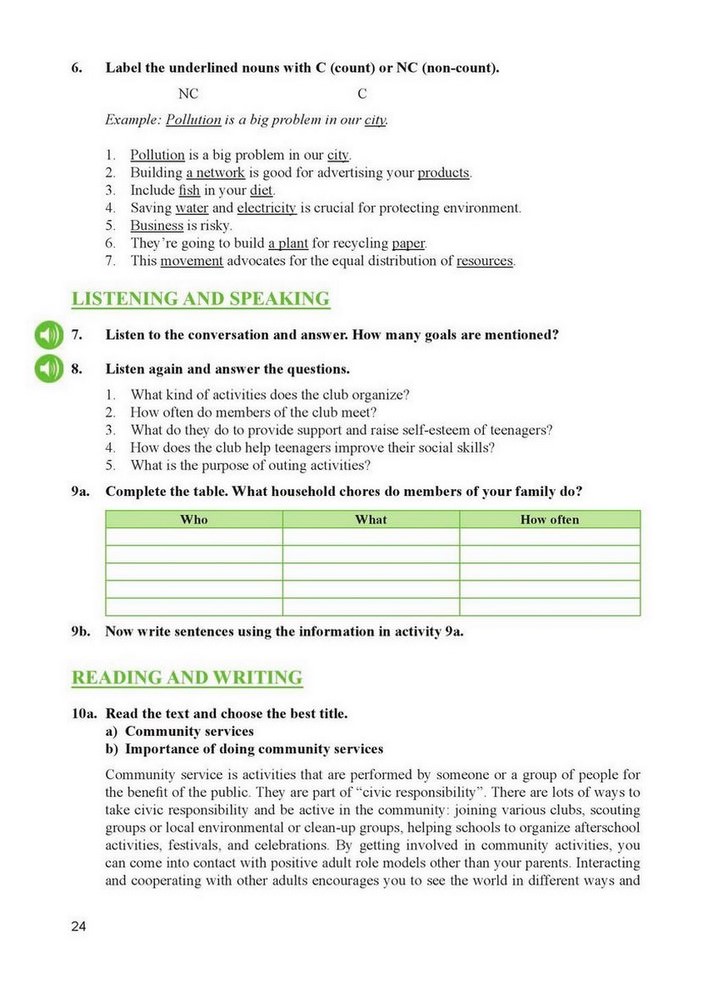 6. Label the underlined nouns with C (count) or NC (non-count).
NC C
Example: Pollution is a big problem in our city.
1. Pollution is a big problem in our city.
2. Building a network is good for advertising your products.
3. Include fish in your diet.
4. Saving water and electricity is crucial for protecting environment.
5. Business is risky.
6. They're going to build a plant for recycling paper.
7. This movement advocates for the equal distribution of resources.
LISTENING AND SPEAKING
7. Listen to the conversation and answer. How many goals are mentioned?
8. Listen again and answer the questions.
1. What kind of activities does the club organize?
2. How often do members of the club meet?
3. What do they do to provide support and raise self-esteem of teenagers?
4. How does the club help teenagers improve their social skills?
5. What is the purpose of outing activities?
9a. Complete the table. What household chores do members of your family do?
Who What How often
9b. Now write sentences using the information in activity 9a.
READING AND WRITING
10a. Read the text and choose the best title.
a) Community services
b) Importance of doing community services
Community service is activities that are performed by someone or a group of people for
the benefit of the public. They are part of “civic responsibility”. There are lots of ways to
take civic responsibility and be active in the community: joining various clubs, scouting
groups or local environmental or clean-up groups, helping schools to organize afterschool
activities, festivals, and celebrations. By getting involved in community activities, you
can come into contact with positive adult role models other than your parents. Interacting
and cooperating with other adults encourages you to see the world in different ways and
24